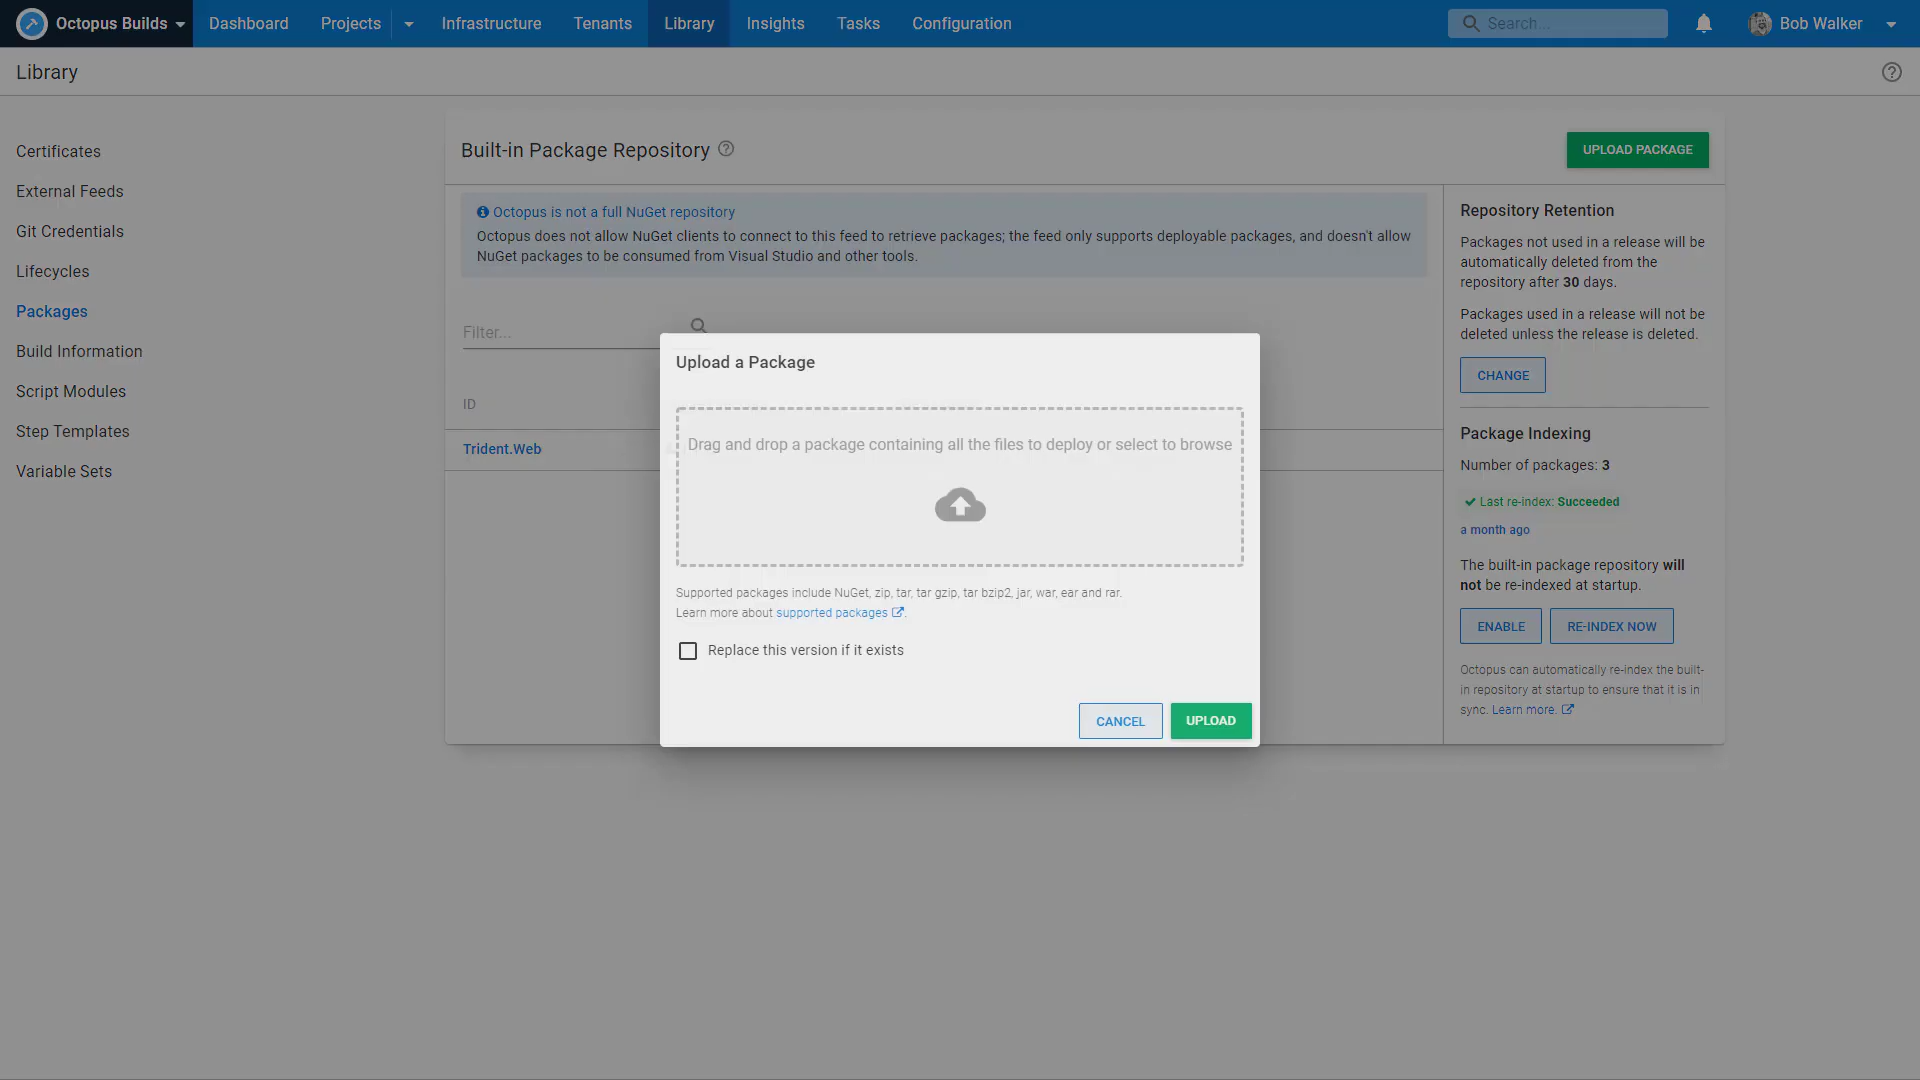 Octopus Builds
Dashboard
Projects
Infrastructure
Tenants
Library
Insights
Tasks
Configuration
Search...
Bob Walker
Library
Certificates
External Feeds
Git Credentials
Lifecycles
Packages
Build Information
Script Modules
Step Templates
Variable Sets
Built-in Package Repository
UPLOAD PACKAGE
Octopus is not a full NuGet repository
Octopus does not allow NuGet clients to connect to this feed to retrieve packages; the feed only supports deployable packages, and doesn't allow
NuGet packages to be consumed from Visual Studio and other tools.
Filter...
ID
Trident.Web
Upload a Package
Drag and drop a package containing all the files to deploy or select to browse
Supported packages include NuGet, zip, tar, tar gzip, tar bzip2, jar, war, ear and rar.
Learn more about supported packages.
Replace this version if it exists
CANCEL
UPLOAD
Repository Retention
Packages not used in a release will be
automatically deleted from the
repository after 30 days.
Packages used in a release will not be
deleted unless the release is deleted.
CHANGE
Package Indexing
Number of packages: 3
Last re-index: Succeeded
a month ago
The built-in package repository will
not be re-indexed at startup.
ENABLE
RE-INDEX NOW
Octopus can automatically re-index the built-
in repository at startup to ensure that it is in
sync. Learn more.